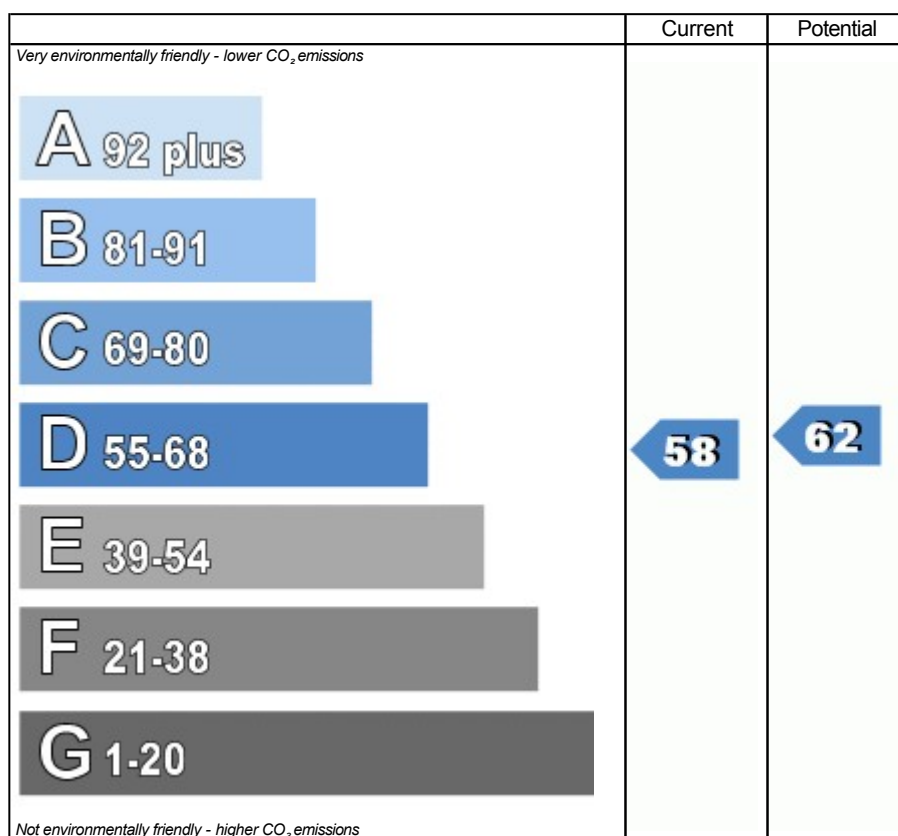 Current Potential
Very environmentally friendly - lower CO₂ emissions
A 92 plus
B 81-91
C 69-80
D 55-68
58
62
E 39-54
F 21-38
G 1-20
Not environmentally friendly - higher CO₂ emissions